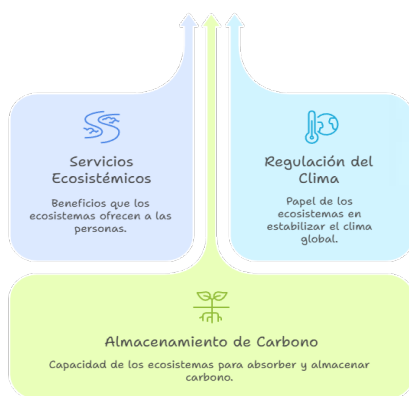 Servicios
Ecosistémicos
Beneficios que los
ecosistemas ofrecen a las
personas.
Regulación del
Clima
Papel de los
ecosistemas en
estabilizar el clima
global.
Almacenamiento de Carbono
Capacidad de los ecosistemas para absorber y almacenar
carbono.